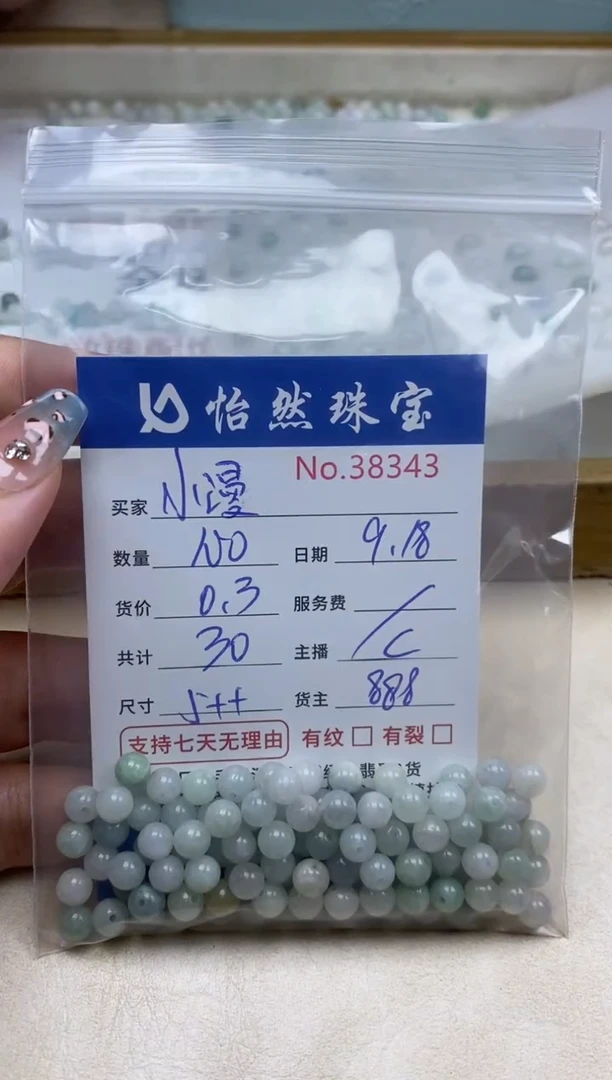 怡然珠宝
No.38343
买家 小漫
数量 100 日期 9.18
货价 0.3 服务费 /
共计 30 主播 C
尺寸 5++ 货主 888
支持七天无理由 有纹 □ 有裂 □